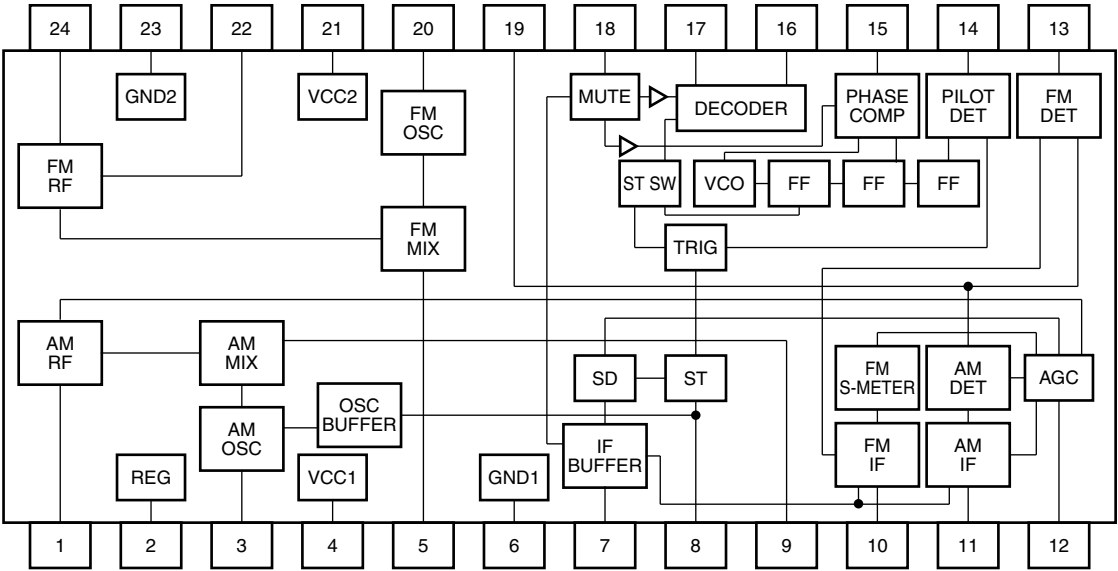 24
23
22
21
20
19
18
17
16
15
14
13
GND2
VCC2
FM
OSC
MUTE
DECODER
PHASE
COMP
PILOT
DET
FM
DET
FM
RF
ST SW
VCO
FF
FF
FF
FM
MIX
TRIG
AM
RF
AM
MIX
SD
ST
FM
S-METER
AM
DET
AGC
OSC
BUFFER
AM
OSC
IF
BUFFER
FM
IF
AM
IF
REG
VCC1
GND1
1
2
3
4
5
6
7
8
9
10
11
12